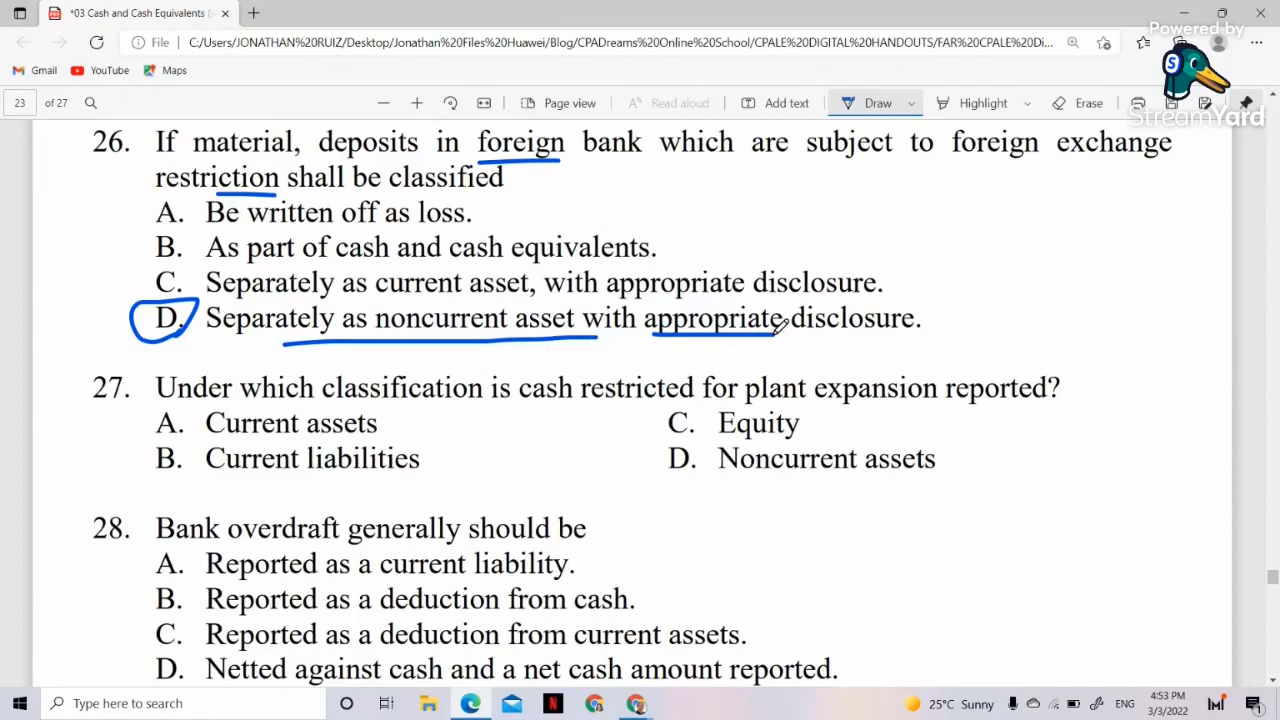 *03 Cash and Cash Equivalents (
Powered by
File
C:/Users/JONATHAN%20RUIZ/Desktop/Jonathan%20Files%20Huawei/Blog/CPADreams%20Online%20School/CPALE%20DIGITAL%20HANDOUTS/FAR%20CPALE%20Di...
Gmail
YouTube
Maps
S
StreamYard
23
of 27
Page view
Read aloud
Add text
Draw
Highlight
Erase
26. If material, deposits in foreign bank which are subject to foreign exchange
restriction shall be classified
A. Be written off as loss.
B. As part of cash and cash equivalents.
C. Separately as current asset, with appropriate disclosure.
D. Separately as noncurrent asset with appropriate disclosure.
27. Under which classification is cash restricted for plant expansion reported?
A. Current assets
C. Equity
B. Current liabilities
D. Noncurrent assets
28. Bank overdraft generally should be
A. Reported as a current liability.
B. Reported as a deduction from cash.
C. Reported as a deduction from current assets.
D. Netted against cash and a net cash amount reported.
Type here to search
25°C Sunny
ENG
4:53 PM
3/3/2022
1